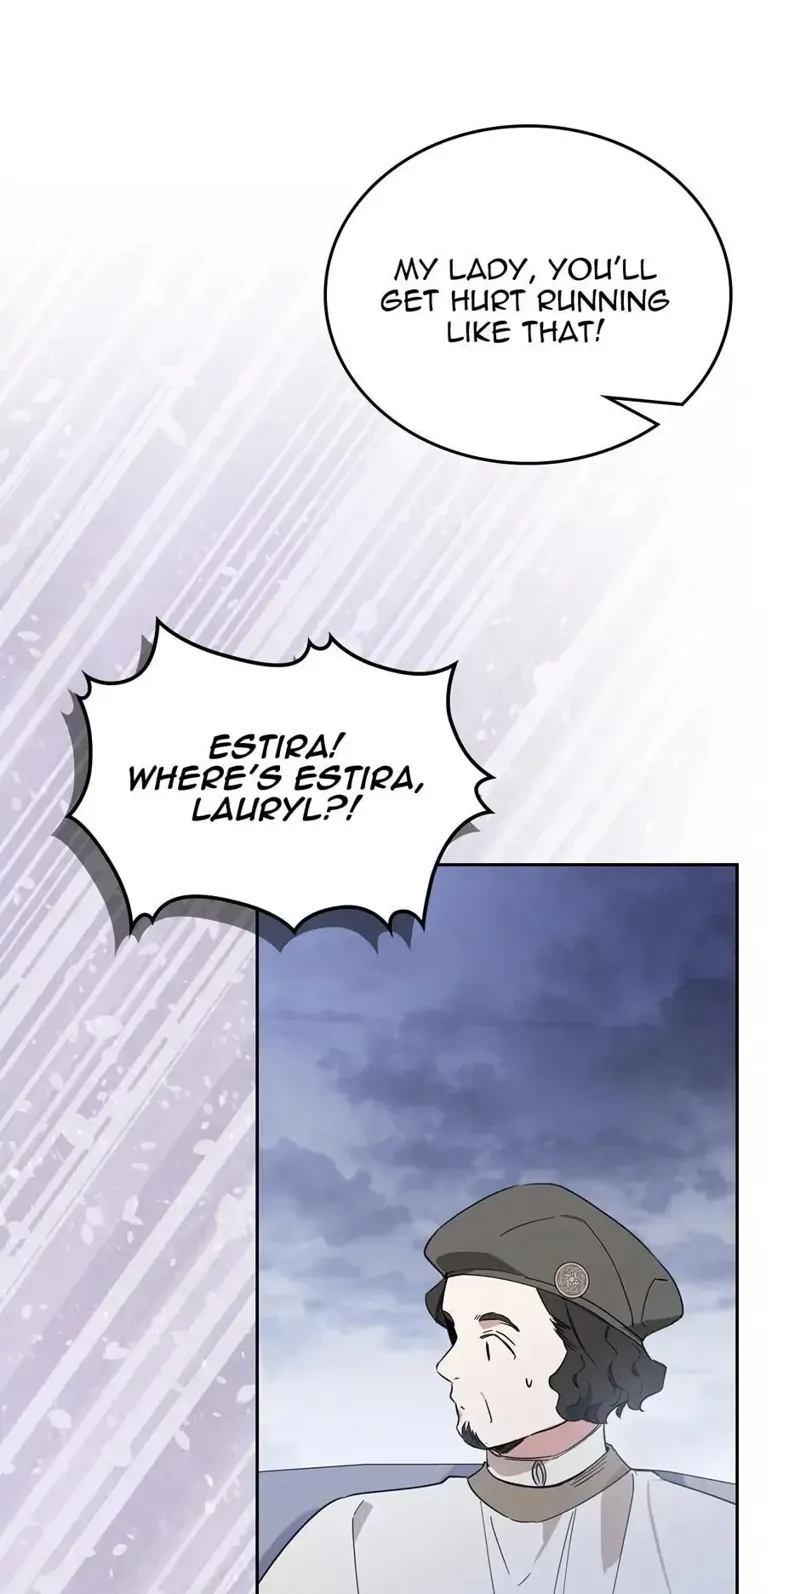 MY LADY, YOU'LL
GET HURT RUNNING
LIKE THAT!
ESTIRA!
WHERE'S ESTIRA,
LAURYL?!